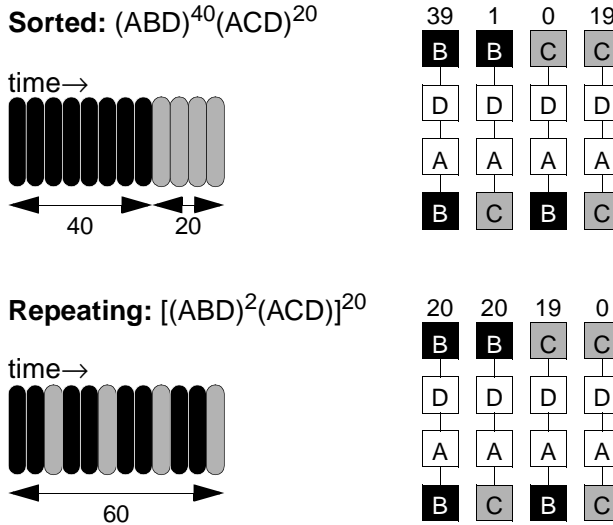 Sorted: (ABD)⁴⁰(ACD)²⁰
time→
40 20
39 1 0 19
B B C C
D D D D
A A A A
B C B C
Repeating: [(ABD)²(ACD)]²⁰
time→
60
20 20 19 0
B B C C
D D D D
A A A A
B C B C